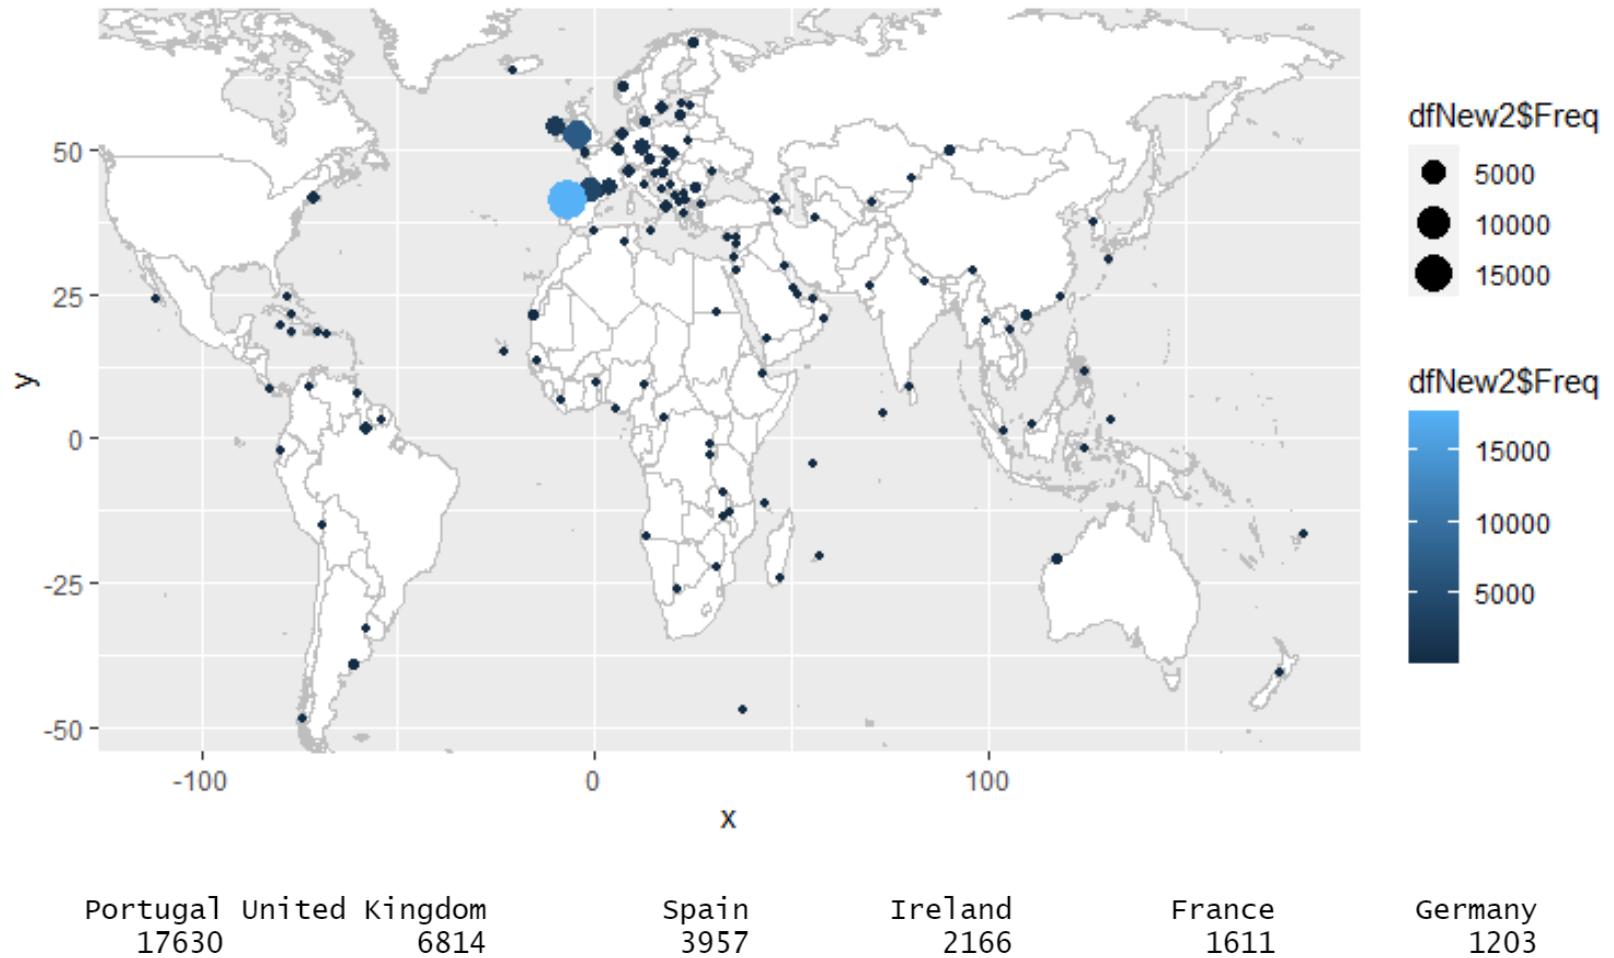 dfNew2$Freq
5000
10000
15000
dfNew2$Freq
15000
10000
5000
50
25
0
-25
-50
y
-100 0 100
x
Portugal United Kingdom Spain Ireland France Germany
17630 6814 3957 2166 1611 1203